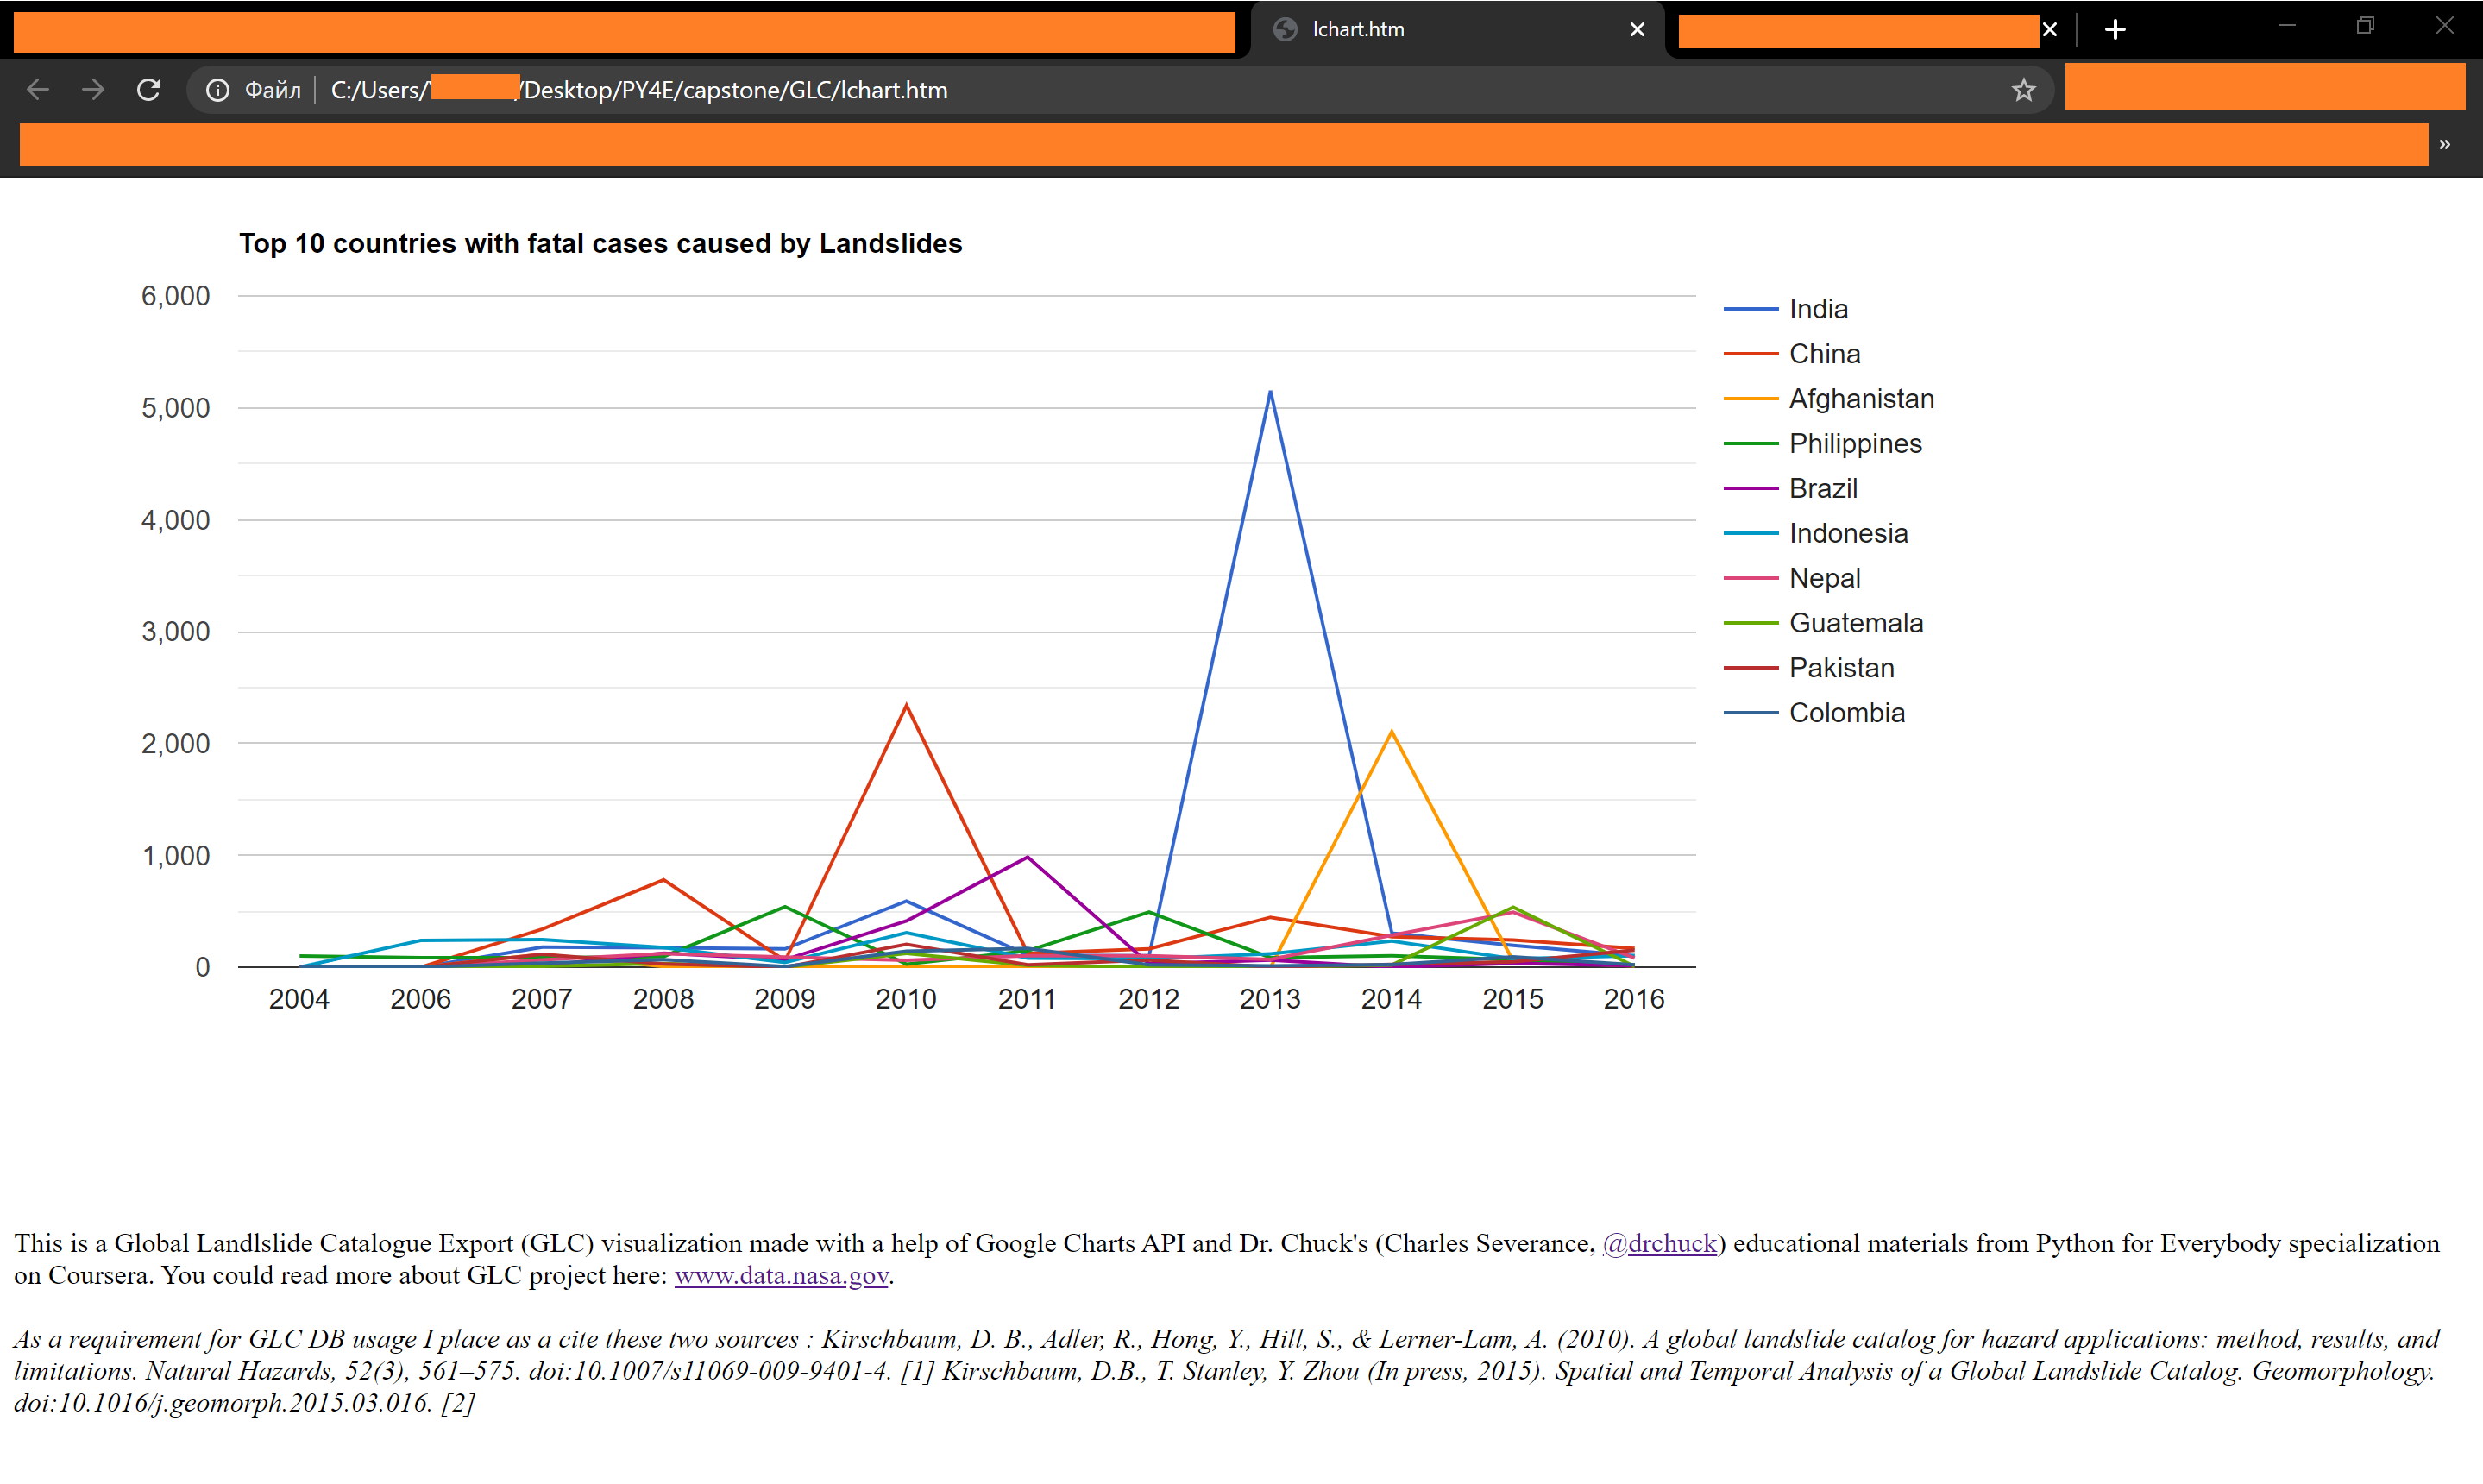 lchart.htm
Файл
C:/Users/
/Desktop/PY4E/capstone/GLC/lchart.htm
»
Top 10 countries with fatal cases caused by Landslides
6,000
5,000
4,000
3,000
2,000
1,000
0
2004 2006 2007 2008 2009 2010 2011 2012 2013 2014 2015 2016
India
China
Afghanistan
Philippines
Brazil
Indonesia
Nepal
Guatemala
Pakistan
Colombia
This is a Global Landlslide Catalogue Export (GLC) visualization made with a help of Google Charts API and Dr. Chuck's (Charles Severance, @drchuck) educational materials from Python for Everybody specialization
on Coursera. You could read more about GLC project here: www.data.nasa.gov.
As a requirement for GLC DB usage I place as a cite these two sources : Kirschbaum, D. B., Adler, R., Hong, Y., Hill, S., & Lerner-Lam, A. (2010). A global landslide catalog for hazard applications: method, results, and
limitations. Natural Hazards, 52(3), 561–575. doi:10.1007/s11069-009-9401-4. [1] Kirschbaum, D.B., T. Stanley, Y. Zhou (In press, 2015). Spatial and Temporal Analysis of a Global Landslide Catalog. Geomorphology.
doi:10.1016/j.geomorph.2015.03.016. [2]